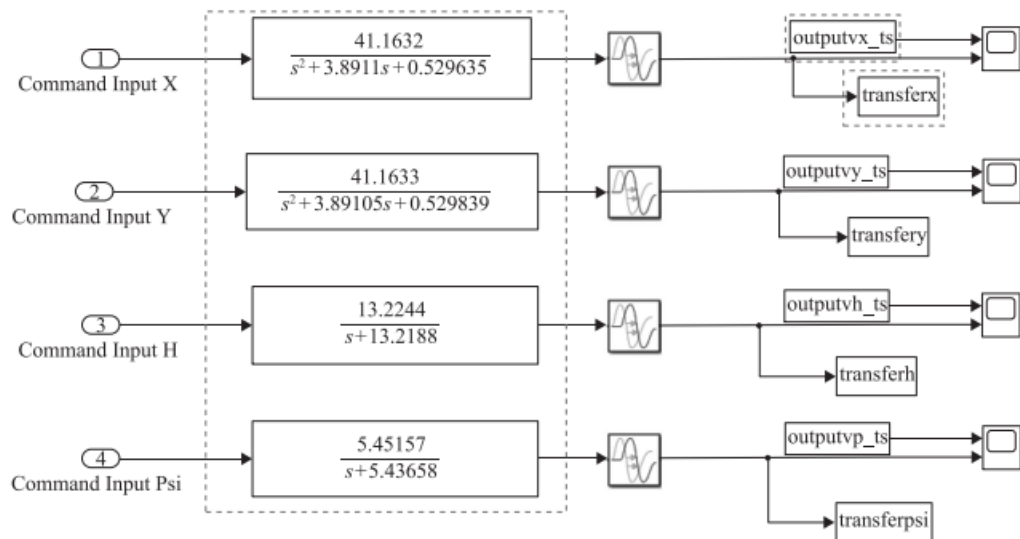 1
Command Input X
41.1632
s² + 3.8911s + 0.529635
outputvx_ts
transferx
2
Command Input Y
41.1633
s² + 3.89105s + 0.529839
outputvy_ts
transfery
3
Command Input H
13.2244
s+13.2188
outputvh_ts
transferh
4
Command Input Psi
5.45157
s+5.43658
outputvp_ts
transferpsi